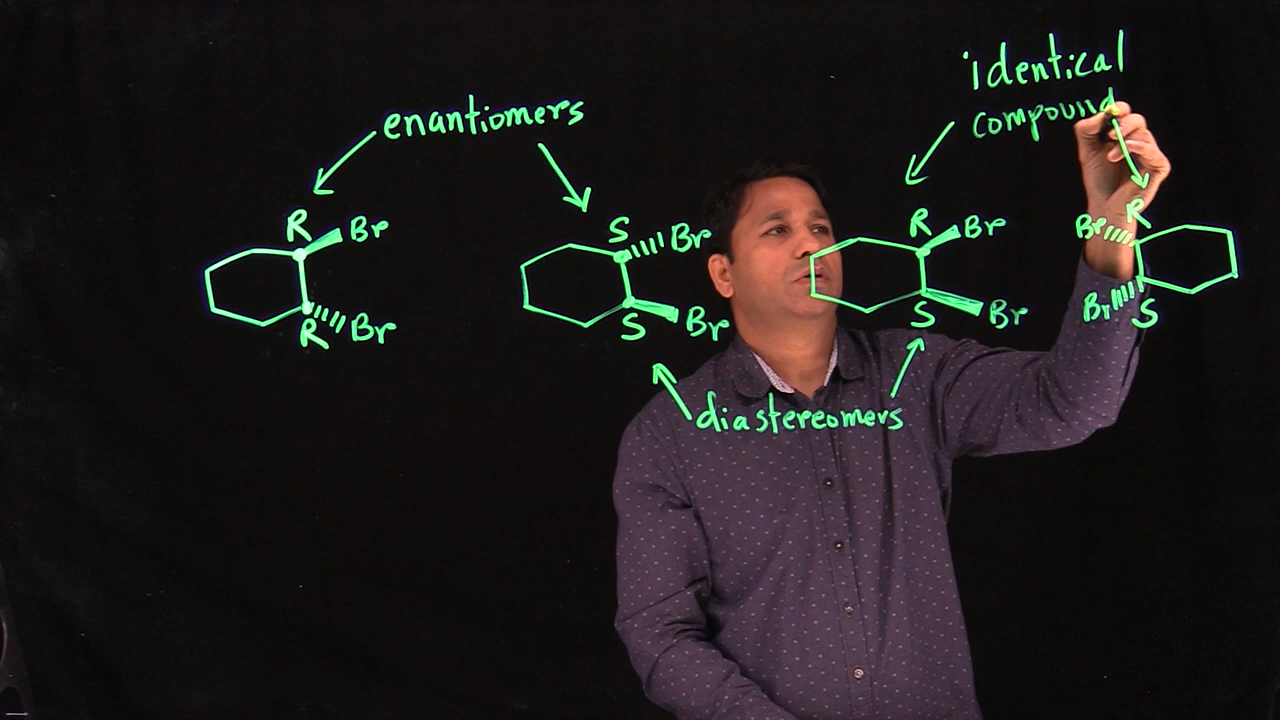 identical
compound
enantiomers
R Br
R Br
S Br
S Br
R Br
S Br
Br R
Br S
diastereomers